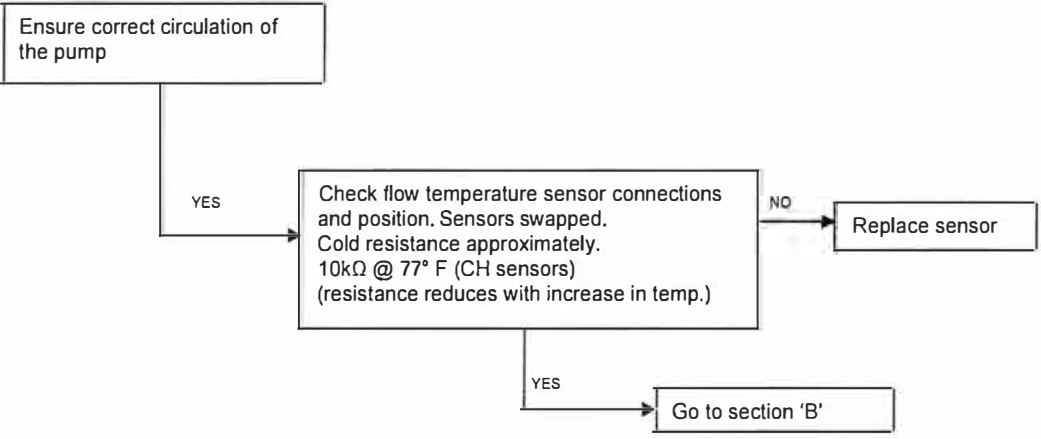 Ensure correct circulation of
the pump
YES
Check flow temperature sensor connections
and position. Sensors swapped.
Cold resistance approximately.
10kΩ @ 77° F (CH sensors)
(resistance reduces with increase in temp.)
NO
Replace sensor
YES
Go to section 'B'